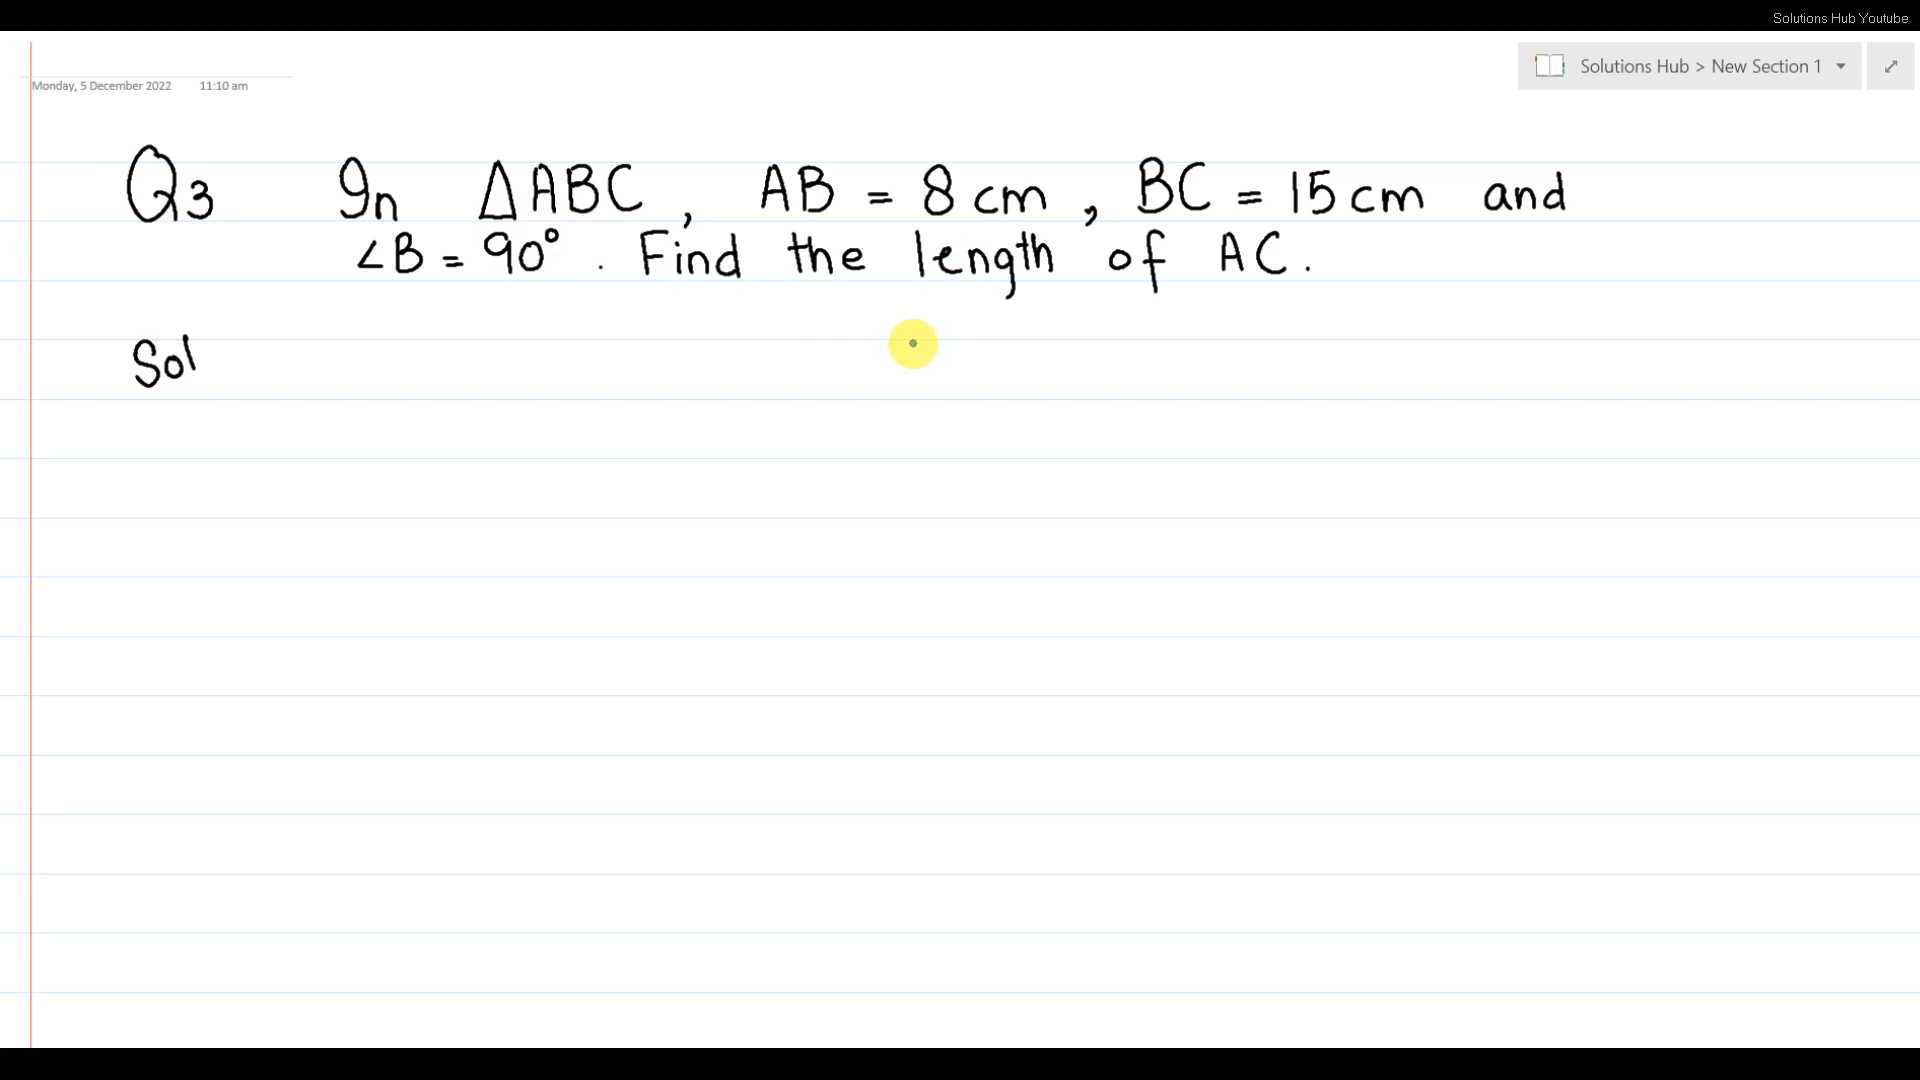 Solutions Hub Youtube
Solutions Hub > New Section 1
Monday, 5 December 2022 11:10 am
Q3 In ΔABC, AB = 8 cm, BC = 15 cm and
∠B = 90°. Find the length of AC.
Sol